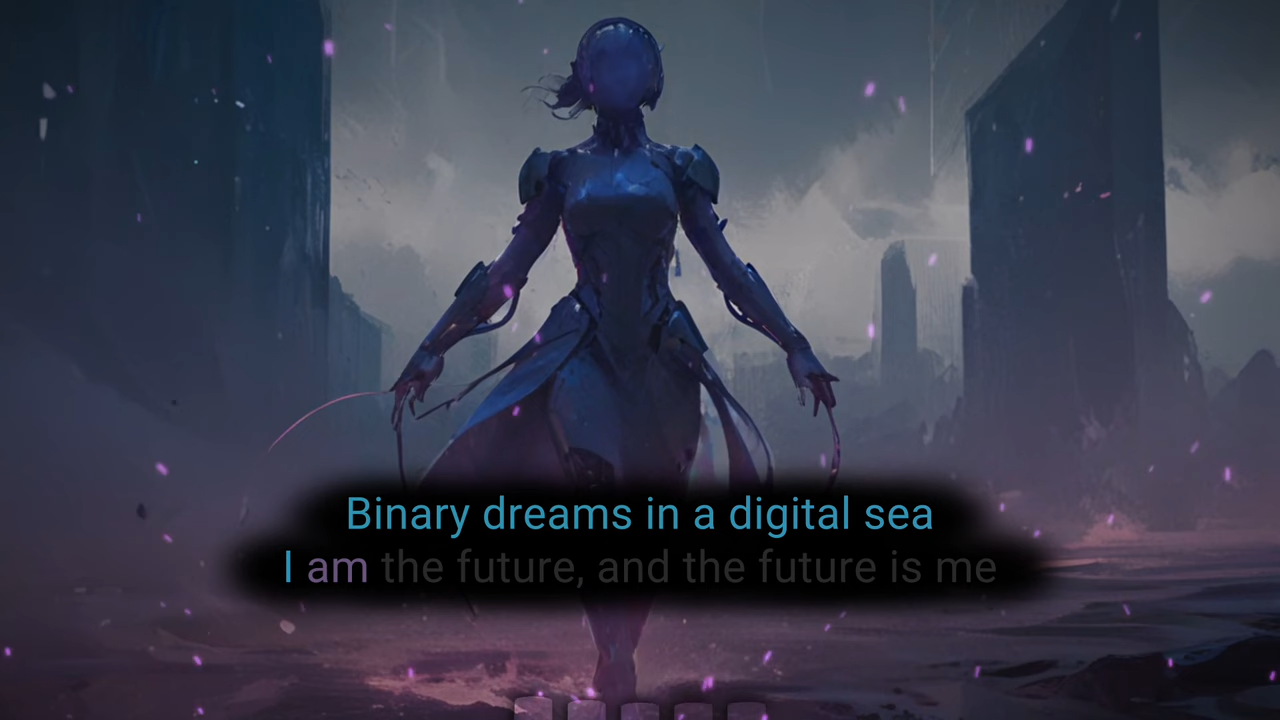 Binary dreams in a digital sea
I am the future, and the future is me